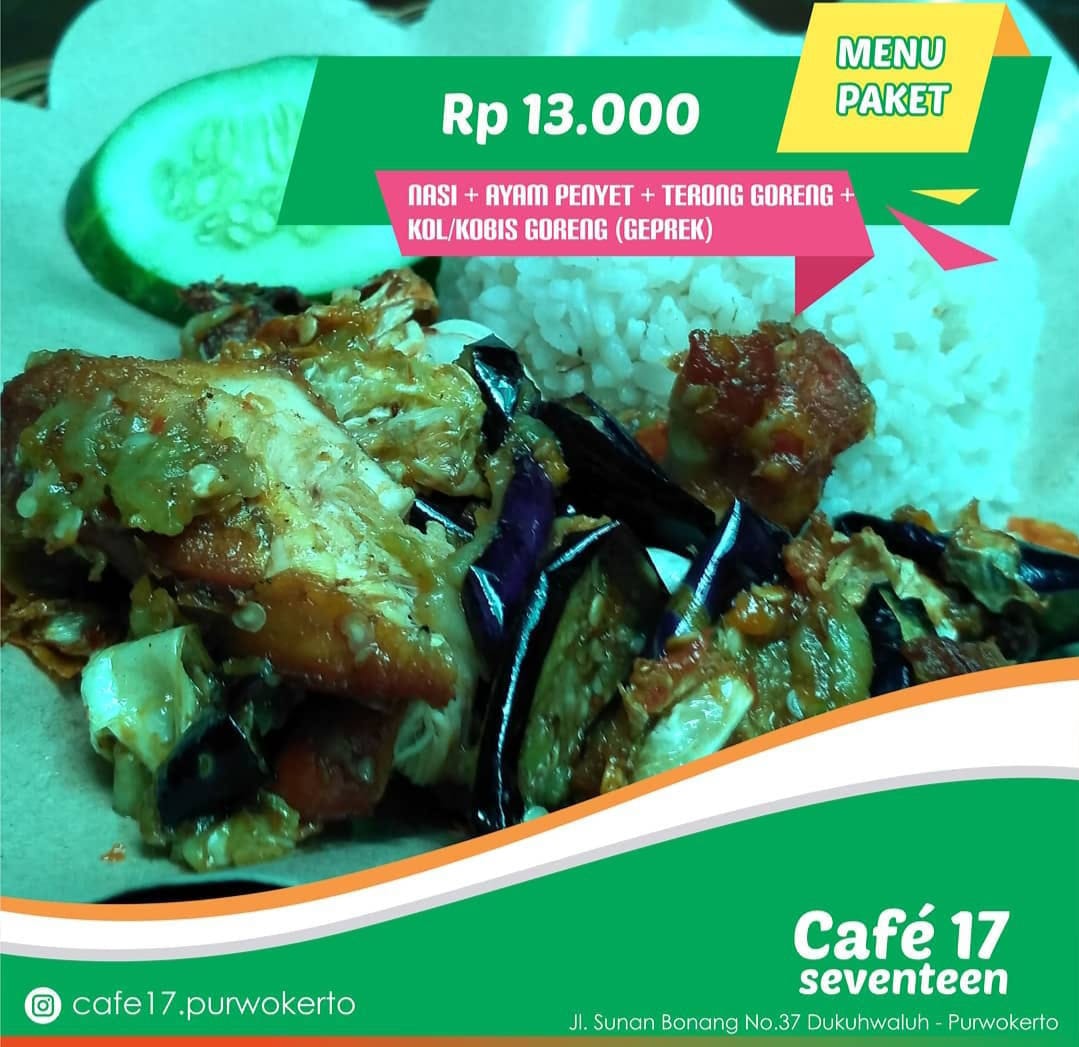 MENU
PAKET
Rp 13.000
NASI + AYAM PENYET + TERONG GORENG +
KOL/KOBIS GORENG (GEPREK)
Café 17
seventeen
cafe17.purwokerto
Jl. Sunan Bonang No.37 Dukuhwaluh - Purwokerto